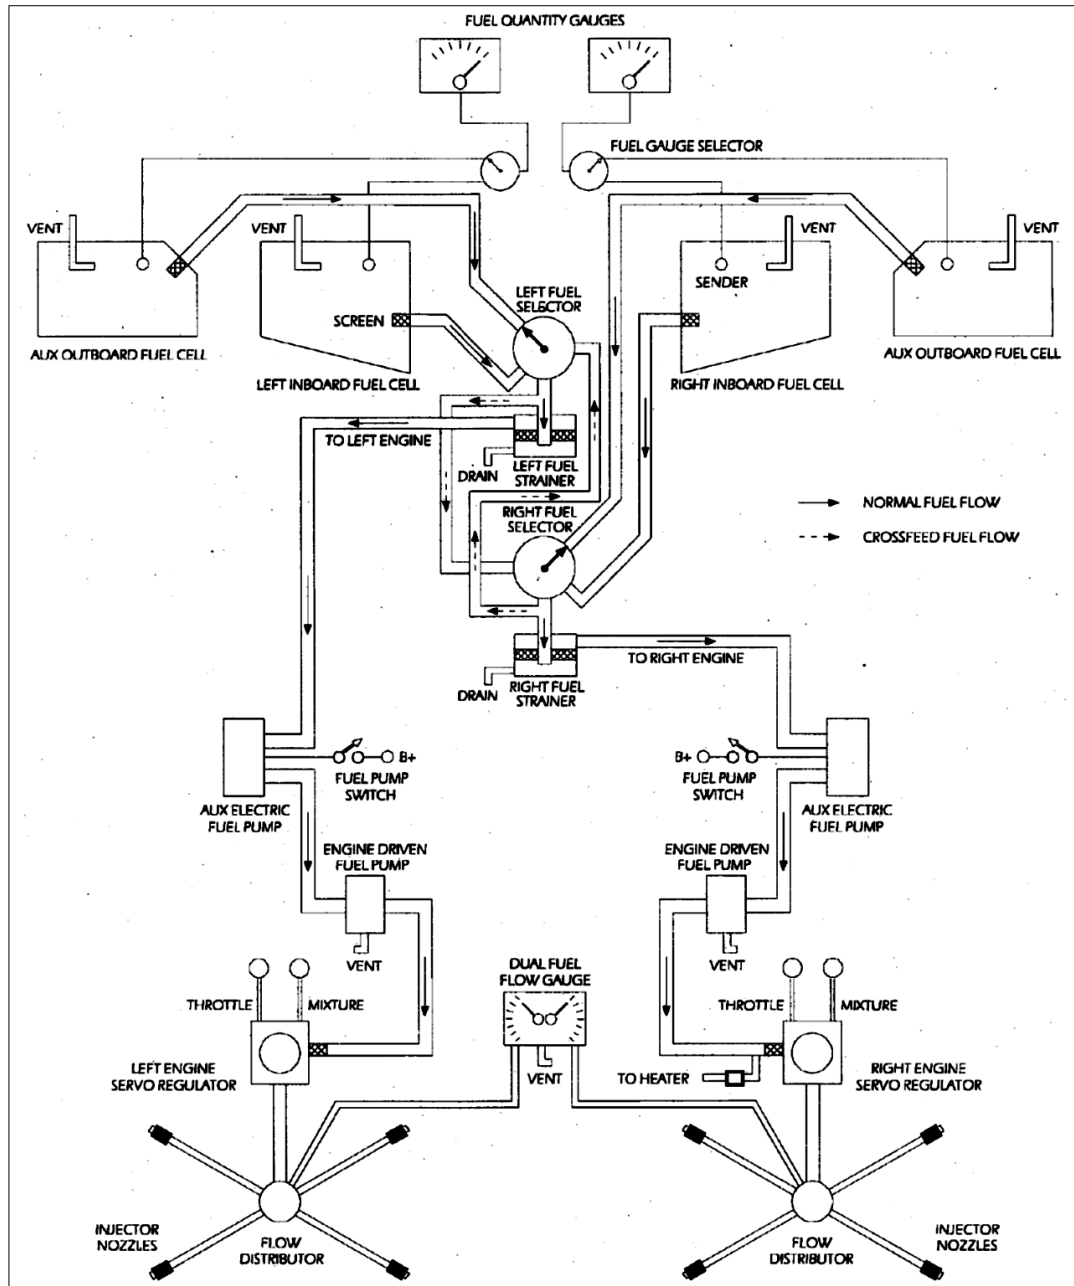 FUEL QUANTITY GAUGES
FUEL GAUGE SELECTOR
VENT
VENT
VENT
VENT
LEFT FUEL
SELECTOR
SENDER
SCREEN
AUX OUTBOARD FUEL CELL
LEFT INBOARD FUEL CELL
RIGHT INBOARD FUEL CELL
AUX OUTBOARD FUEL CELL
TO LEFT ENGINE
DRAIN
LEFT FUEL
STRAINER
RIGHT FUEL
SELECTOR
NORMAL FUEL FLOW
CROSSFEED FUEL FLOW
TO RIGHT ENGINE
DRAIN
RIGHT FUEL
STRAINER
B+
FUEL PUMP
SWITCH
B+
FUEL PUMP
SWITCH
AUX ELECTRIC
FUEL PUMP
AUX ELECTRIC
FUEL PUMP
ENGINE DRIVEN
FUEL PUMP
ENGINE DRIVEN
FUEL PUMP
VENT
VENT
DUAL FUEL
FLOW GAUGE
THROTTLE
MIXTURE
THROTTLE
MIXTURE
LEFT ENGINE
SERVO REGULATOR
VENT
TO HEATER
RIGHT ENGINE
SERVO REGULATOR
INJECTOR
NOZZLES
FLOW
DISTRIBUTOR
FLOW
DISTRIBUTOR
INJECTOR
NOZZLES